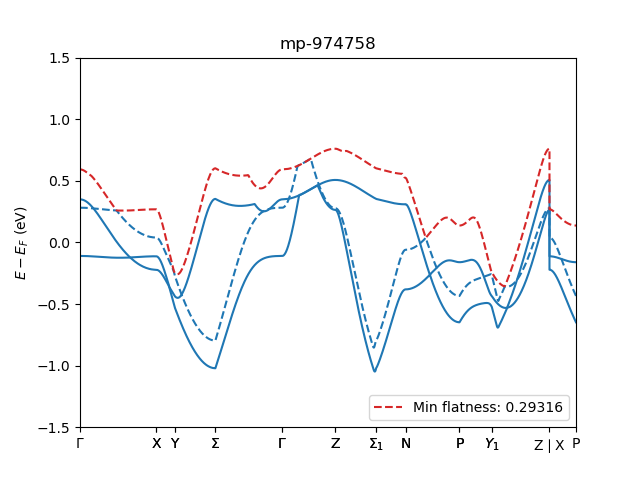 mp-974758
1.5
1.0
0.5
0.0
−0.5
−1.0
−1.5
E − E_F (eV)
Min flatness: 0.29316
Γ X Y Σ Γ Z Σ₁ N P Y₁ Z | X P